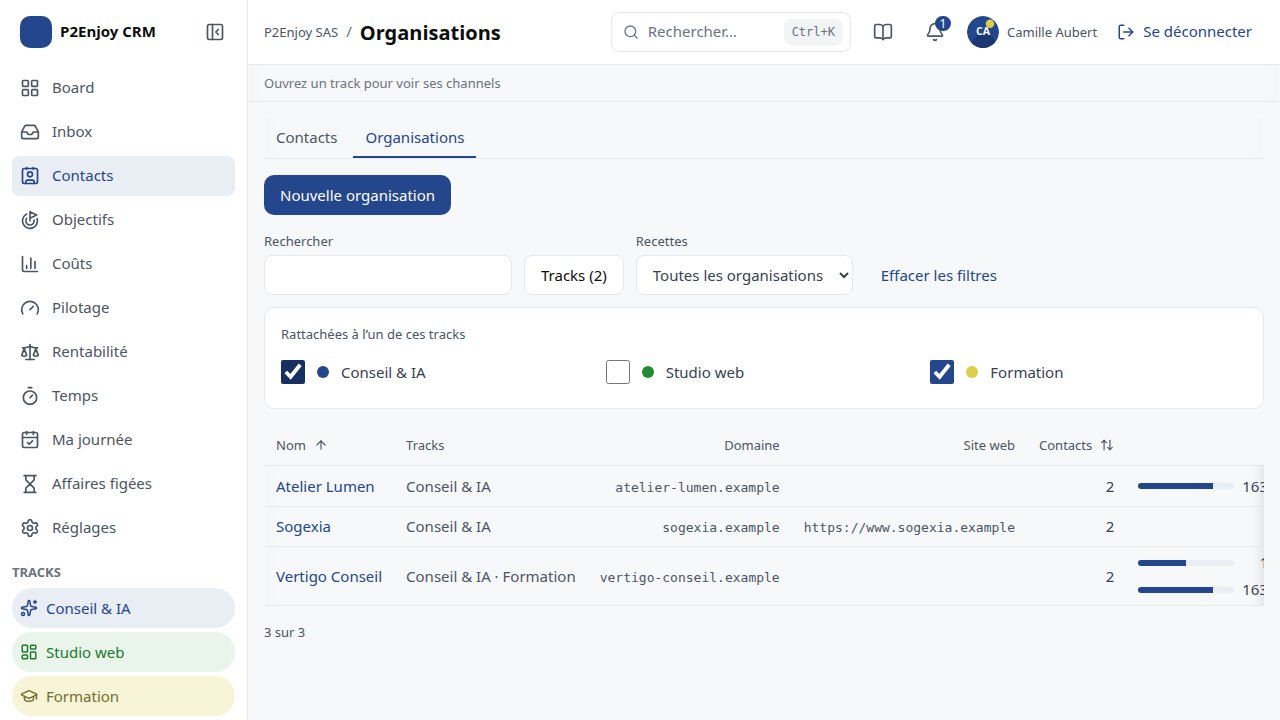 P2Enjoy CRM
Board
Inbox
Contacts
Objectifs
Coûts
Pilotage
Rentabilité
Temps
Ma journée
Affaires figées
Réglages
TRACKS
Conseil & IA
Studio web
Formation
P2Enjoy SAS / Organisations
Rechercher... Ctrl+K
1
CA Camille Aubert
Se déconnecter
Ouvrez un track pour voir ses channels
Contacts Organisations
Nouvelle organisation
Rechercher
Recettes
Tracks (2)
Toutes les organisations
Effacer les filtres
Rattachées à l'un de ces tracks
Conseil & IA
Studio web
Formation
Nom Tracks Domaine Site web Contacts
Atelier Lumen Conseil & IA atelier-lumen.example 2
Sogexia Conseil & IA sogexia.example https://www.sogexia.example 2
Vertigo Conseil Conseil & IA · Formation vertigo-conseil.example 2
3 sur 3